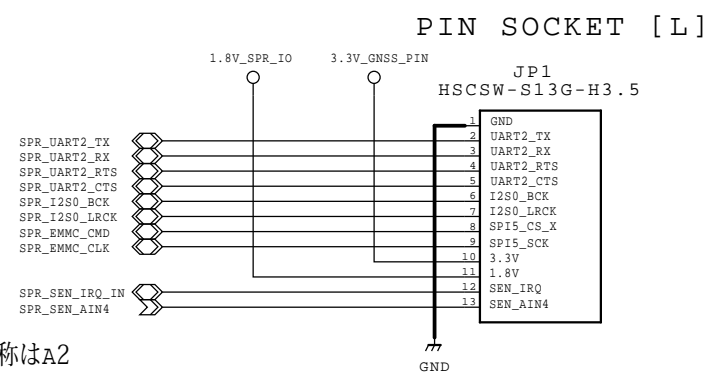 PIN SOCKET [L]
1.8V_SPR_IO
3.3V_GNSS_PIN
JP1
HSCSW-S13G-H3.5
1 GND
SPR_UART2_TX 2 UART2_TX
SPR_UART2_RX 3 UART2_RX
SPR_UART2_RTS 4 UART2_RTS
SPR_UART2_CTS 5 UART2_CTS
SPR_I2S0_BCK 6 I2S0_BCK
SPR_I2S0_LRCK 7 I2S0_LRCK
SPR_EMMC_CMD 8 SPI5_CS_X
SPR_EMMC_CLK 9 SPI5_SCK
10 3.3V
11 1.8V
SPR_SEN_IRQ_IN 12 SEN_IRQ
SPR_SEN_AIN4 13 SEN_AIN4
称はA2
GND